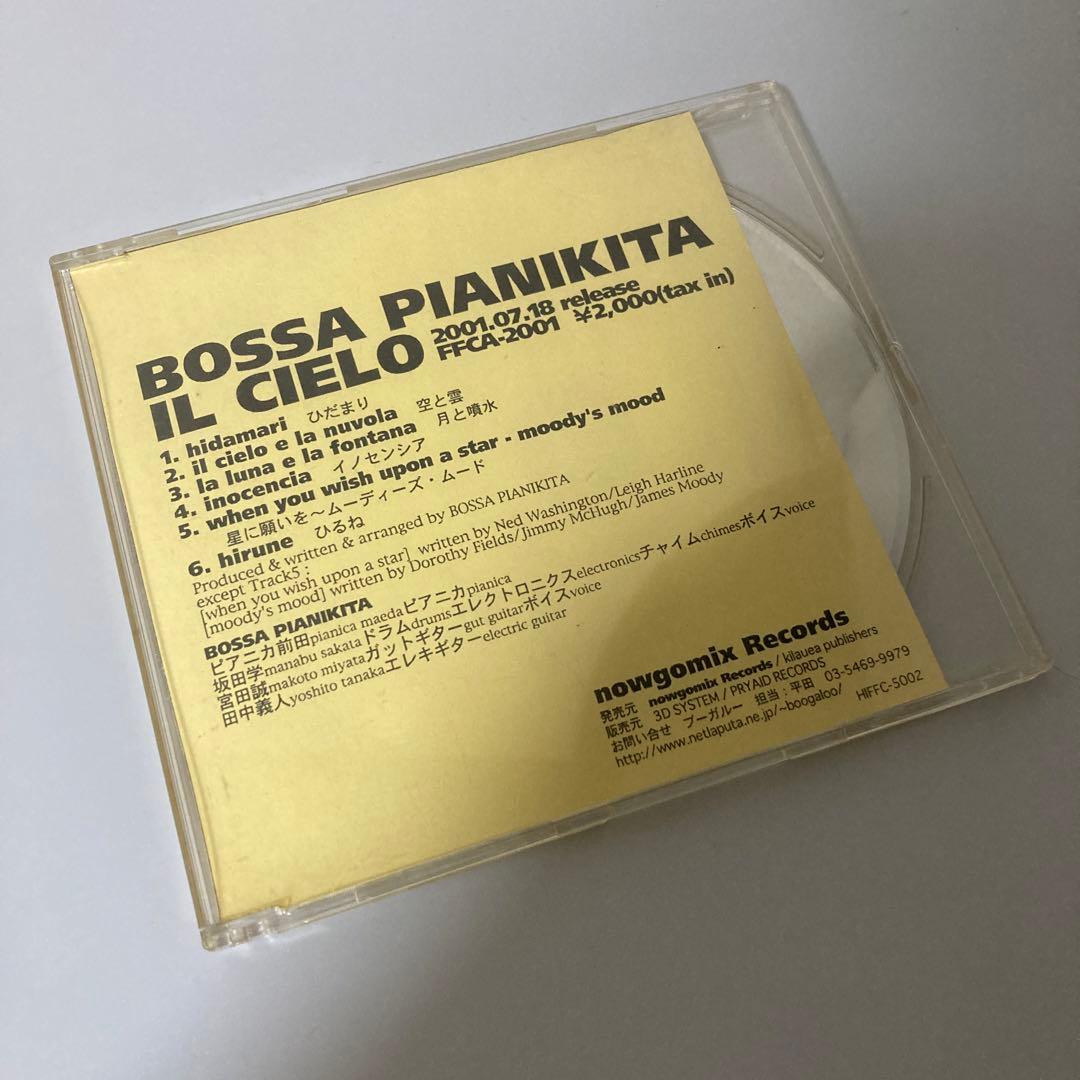 BOSSA PIANIKITA
IL CIELO 2001.07.18 release
FFCA-2001 ¥2,000(tax in)
1. hidamari ひだまり
2. il cielo e la nuvola 空と雲
3. la luna e la fontana 月と噴水
4. inocencia イノセンシア
5. when you wish upon a star - moody's mood
星に願いを～ムーディーズ・ムード
6. hirune ひるね
Produced & written & arranged by BOSSA PIANIKITA
except Track5 :
[when you wish upon a star] written by Ned Washington/Leigh Harline
[moody's mood] written by Dorothy Fields/Jimmy McHugh/James Moody
BOSSA PIANIKITA
ピアニカ前田pianica maedaピアニカpianica
坂田学manabu sakataドラムdrumsエレクトロニクスelectronicsチャイムchimesボイスvoice
宮田誠makoto miyataガットギターgut guitarボイスvoice
田中義人yoshito tanakaエレキギターelectric guitar
nowgomix Records
発売元 nowgomix Records / kilauea publishers
販売元 3D SYSTEM / PRYAID RECORDS
お問い合せ ブーガルー 担当：平田 03-5469-9979
http://www.netlaputa.ne.jp/~boogaloo/ HIFFC-5002